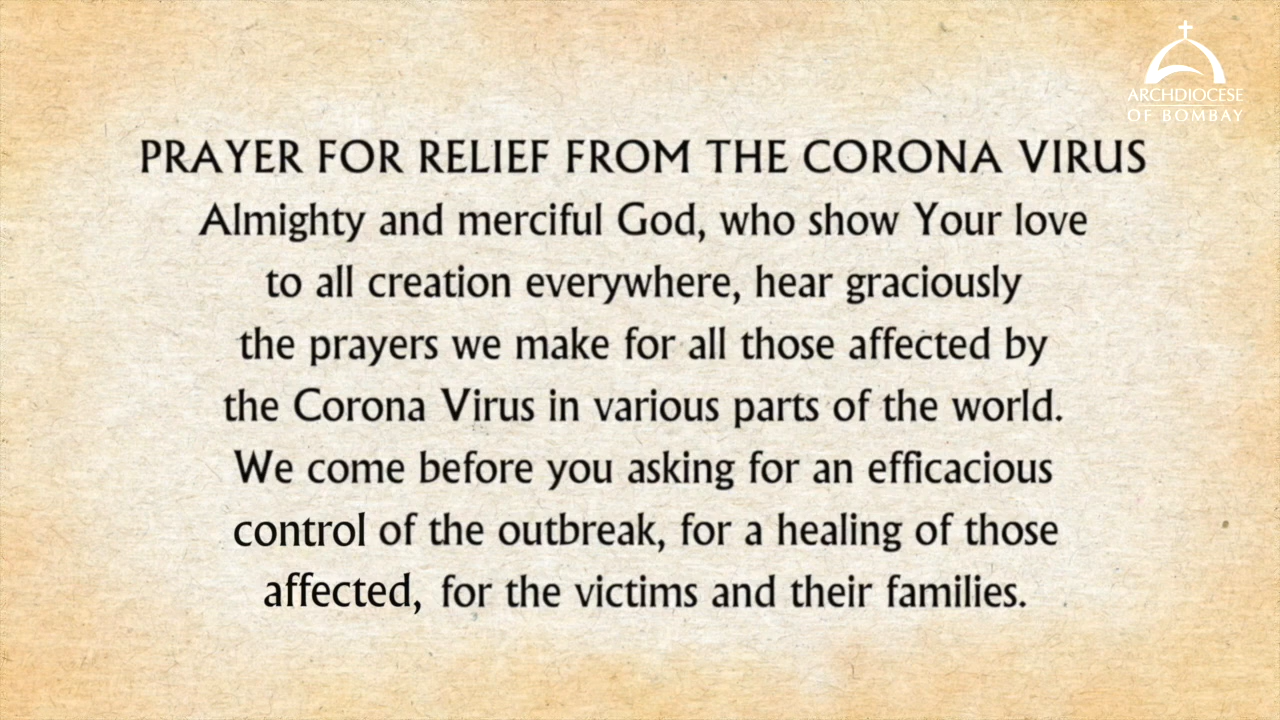 ARCHDIOCESE
OF BOMBAY
PRAYER FOR RELIEF FROM THE CORONA VIRUS
Almighty and merciful God, who show Your love
to all creation everywhere, hear graciously
the prayers we make for all those affected by
the Corona Virus in various parts of the world.
We come before you asking for an efficacious
control of the outbreak, for a healing of those
affected, for the victims and their families.